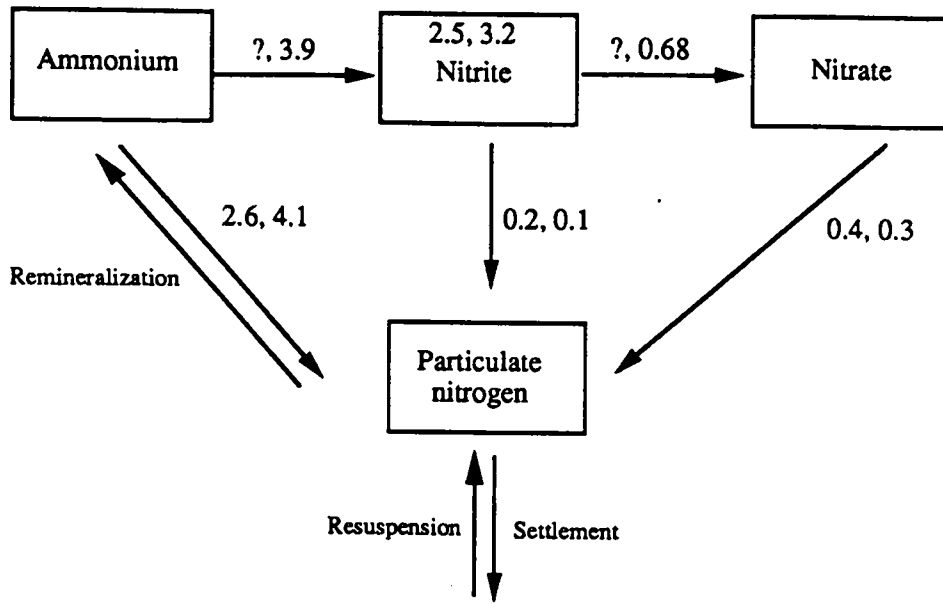 2.5, 3.2
Ammonium
?, 3.9
Nitrite
?, 0.68
Nitrate
2.6, 4.1
0.2, 0.1
0.4, 0.3
Remineralization
Particulate
nitrogen
Resuspension
Settlement